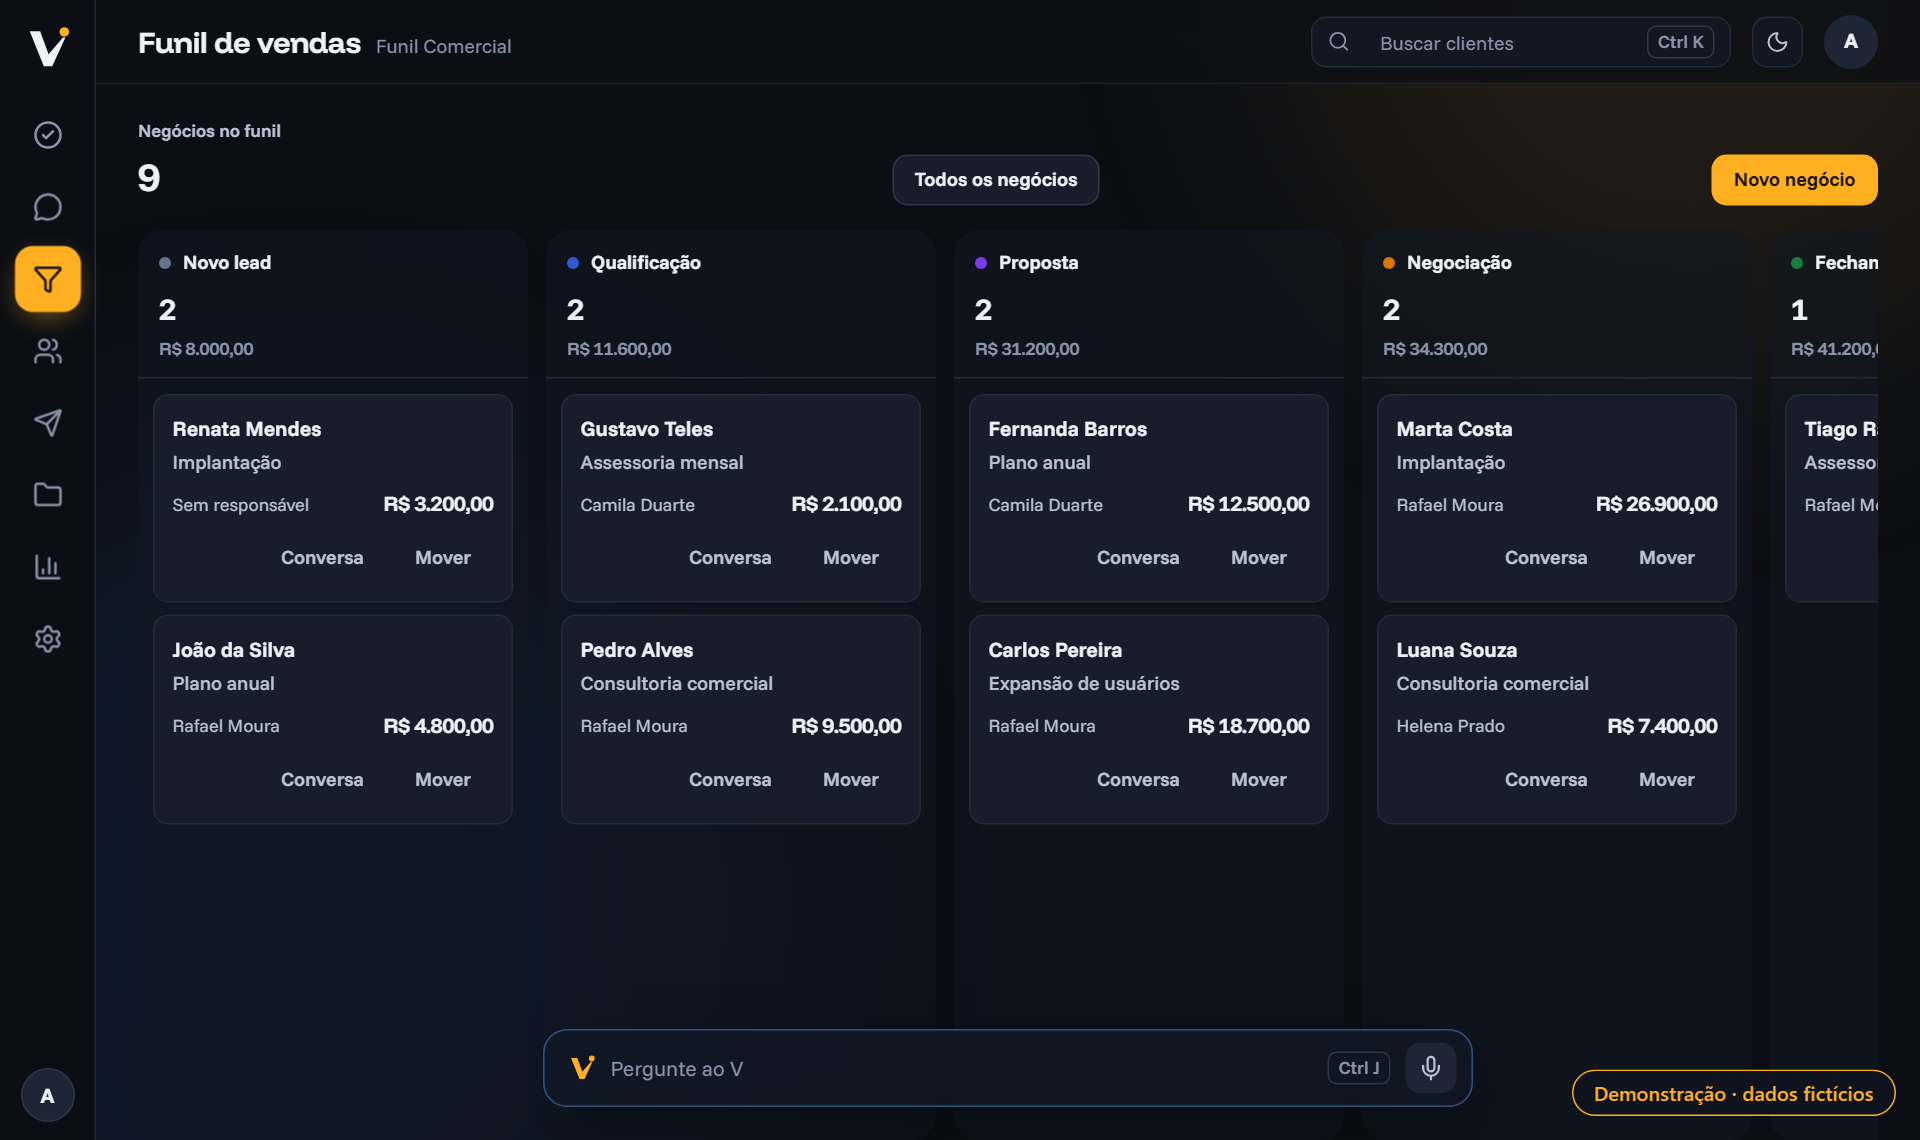 Funil de vendas Funil Comercial
Buscar clientes Ctrl K
A
Negócios no funil
9
Todos os negócios
Novo negócio
Novo lead
2
R$ 8.000,00
Renata Mendes
Implantação
Sem responsável R$ 3.200,00
Conversa Mover
João da Silva
Plano anual
Rafael Moura R$ 4.800,00
Conversa Mover
Qualificação
2
R$ 11.600,00
Gustavo Teles
Assessoria mensal
Camila Duarte R$ 2.100,00
Conversa Mover
Pedro Alves
Consultoria comercial
Rafael Moura R$ 9.500,00
Conversa Mover
Proposta
2
R$ 31.200,00
Fernanda Barros
Plano anual
Camila Duarte R$ 12.500,00
Conversa Mover
Carlos Pereira
Expansão de usuários
Rafael Moura R$ 18.700,00
Conversa Mover
Negociação
2
R$ 34.300,00
Marta Costa
Implantação
Rafael Moura R$ 26.900,00
Conversa Mover
Luana Souza
Consultoria comercial
Helena Prado R$ 7.400,00
Conversa Mover
Fechan
1
R$ 41.200,
Tiago R
Assesso
Rafael M
Pergunte ao V Ctrl J
A
Demonstração · dados fictícios